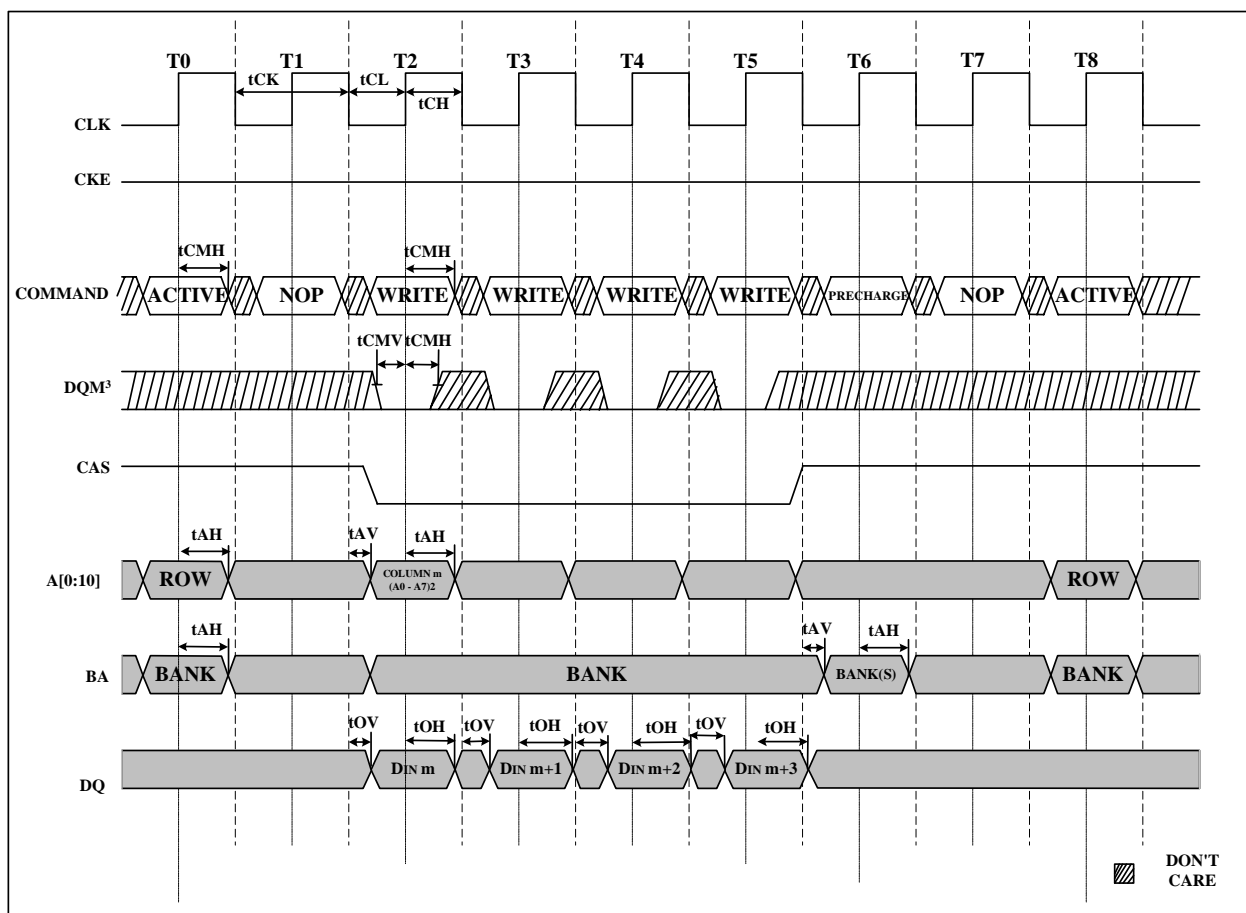 T0 T1 T2 T3 T4 T5 T6 T7 T8
tCK tCL
tCH
CLK
CKE
tCMH tCMH
COMMAND ACTIVE NOP WRITE WRITE WRITE WRITE PRECHARGE NOP ACTIVE
tCMV tCMH
DQM³
CAS
tAH tAV tAH
A[0:10] ROW COLUMN m ROW
(A0 - A7)2
tAH tAV tAH
BA BANK BANK BANK(S) BANK
tOV tOH tOV tOH tOV tOH tOV tOH
DIN m DIN m+1 DIN m+2 DIN m+3
DQ
DON'T
CARE